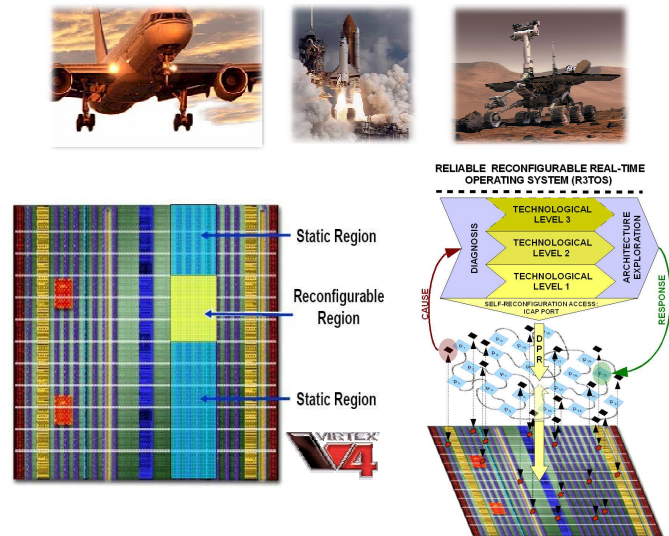 RELIABLE RECONFIGURABLE REAL-TIME
OPERATING SYSTEM (R3TOS)
Static Region
Reconfigurable
Region
Static Region
VIRTEX
4
DIAGNOSIS
TECHNOLOGICAL
LEVEL 3
TECHNOLOGICAL
LEVEL 2
TECHNOLOGICAL
LEVEL 1
ARCHITECTURE
EXPLORATION
SELF-RECONFIGURATION ACCESS:
ICAP PORT
CAUSE
RESPONSE
DPR